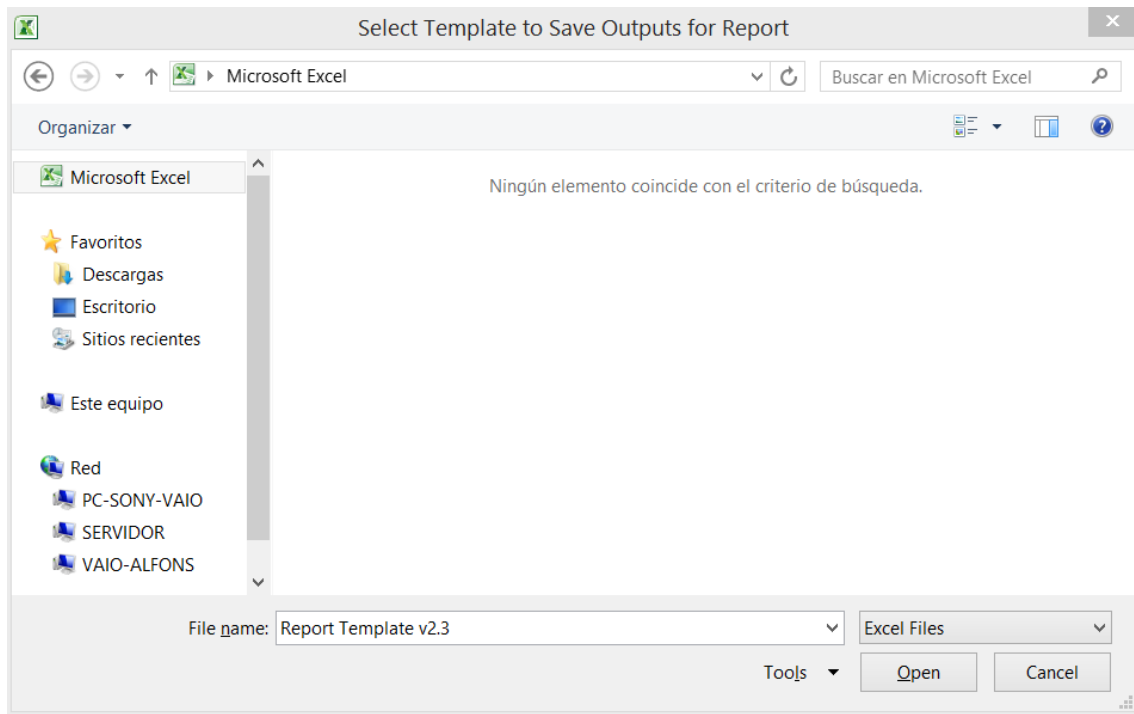 Select Template to Save Outputs for Report
Microsoft Excel
Buscar en Microsoft Excel
Organizar
Microsoft Excel
Ningún elemento coincide con el criterio de búsqueda.
Favoritos
Descargas
Escritorio
Sitios recientes
Este equipo
Red
PC-SONY-VAIO
SERVIDOR
VAIO-ALFONS
File name: Report Template v2.3
Excel Files
Tools
Open
Cancel